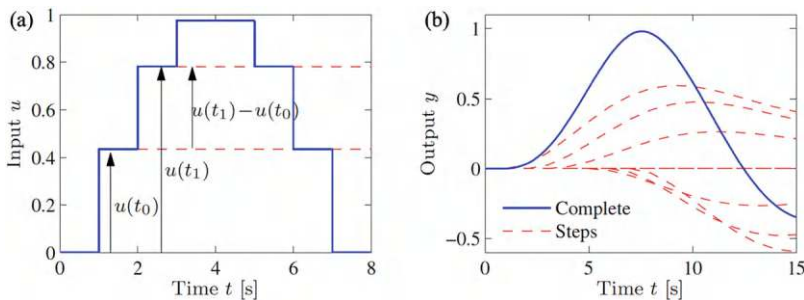 (a)
1
0.8
0.6
0.4
0.2
0
Input u
u(t₁)−u(t₀)
u(t₁)
u(t₀)
0 2 4 6 8
Time t [s]
(b)
1
0.5
0
−0.5
Output y
Complete
Steps
0 5 10 15
Time t [s]